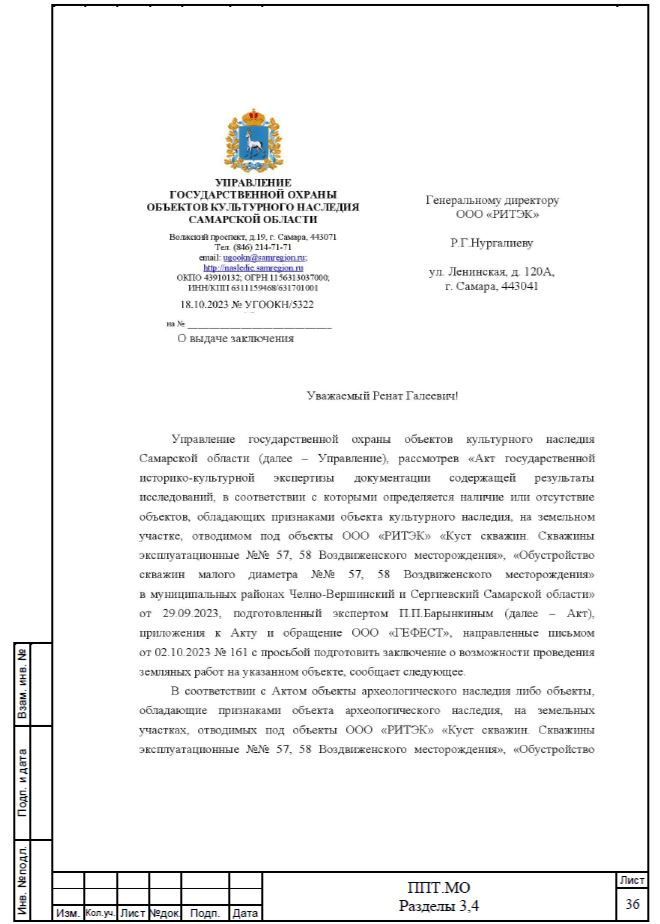 УПРАВЛЕНИЕ
ГОСУДАРСТВЕННОЙ ОХРАНЫ
ОБЪЕКТОВ КУЛЬТУРНОГО НАСЛЕДИЯ
САМАРСКОЙ ОБЛАСТИ
Волжский проспект, д.19, г. Самара, 443071
Тел. (846) 214-71-71
email: ugookn@samregion.ru;
http://nasledie.samregion.ru
ОКПО 43910132; ОГРН 1156313037000;
ИНН/КПП 6311159468/631701001
18.10.2023 № УГООКН/5322
на №
О выдаче заключения
Генеральному директору
ООО «РИТЭК»
Р.Г.Нургалиеву
ул. Ленинская, д. 120А,
г. Самара, 443041
Уважаемый Ренат Галеевич!
Управление государственной охраны объектов культурного наследия
Самарской области (далее – Управление), рассмотрев «Акт государственной
историко-культурной экспертизы документации содержащей результаты
исследований, в соответствии с которыми определяется наличие или отсутствие
объектов, обладающих признаками объекта культурного наследия, на земельном
участке, отводимом под объекты ООО «РИТЭК» «Куст скважин. Скважины
эксплуатационные №№ 57, 58 Воздвиженского месторождения», «Обустройство
скважин малого диаметра №№ 57, 58 Воздвиженского месторождения»
в муниципальных районах Челно-Вершинский и Сергиевский Самарской области»
от 29.09.2023, подготовленный экспертом П.П.Барынкиным (далее – Акт),
приложения к Акту и обращение ООО «ГЕФЕСТ», направленные письмом
от 02.10.2023 № 161 с просьбой подготовить заключение о возможности проведения
земляных работ на указанном объекте, сообщает следующее.
В соответствии с Актом объекты археологического наследия либо объекты,
обладающие признаками объекта археологического наследия, на земельных
участках, отводимых под объекты ООО «РИТЭК» «Куст скважин. Скважины
эксплуатационные №№ 57, 58 Воздвиженского месторождения», «Обустройство
Взам. инв. №
Подп. и дата
Инв. №подл.
Изм. Кол.уч. Лист №док. Подп. Дата
ППТ.МО
Разделы 3,4
Лист
36